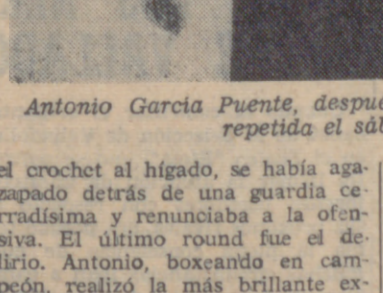 Antonio García Puente, despué
repetida el sáb
el crochet al hígado, se había aga-
zapado detrás de una guardia ce-
rradísima y renunciaba a la ofen-
siva. El último round fue el de-
lirio. Antonio, boxeando en cam-
peón, realizó la más brillante ex-